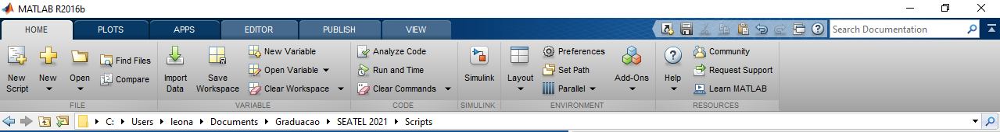 MATLAB R2016b
HOME PLOTS APPS EDITOR PUBLISH VIEW
Search Documentation
New Script
New
Open
Find Files
Compare
FILE
Import Data
Save Workspace
New Variable
Open Variable
Clear Workspace
VARIABLE
Analyze Code
Run and Time
Clear Commands
CODE
Simulink
SIMULINK
Layout
Preferences
Set Path
Parallel
Add-Ons
ENVIRONMENT
Help
Community
Request Support
Learn MATLAB
RESOURCES
C: Users leona Documents Graduacao SEATEL 2021 Scripts